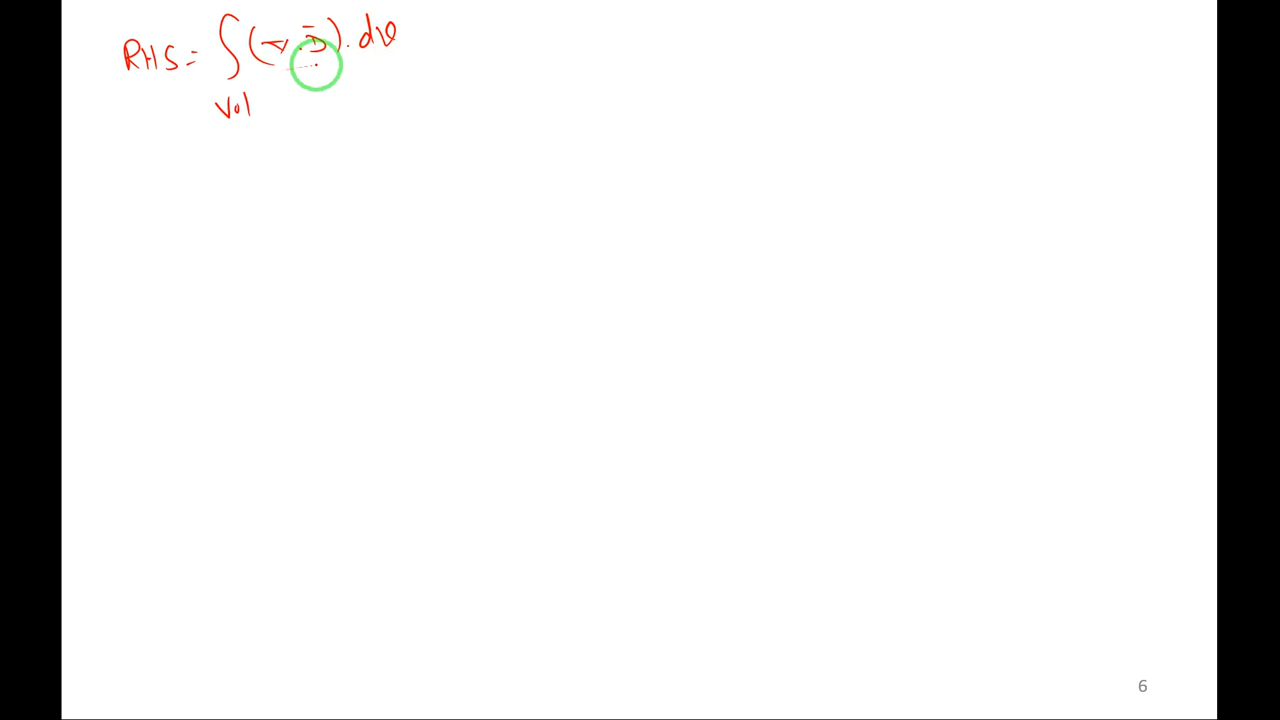 RHS = ∫ (∇ . D̄) . dv
Vol
6